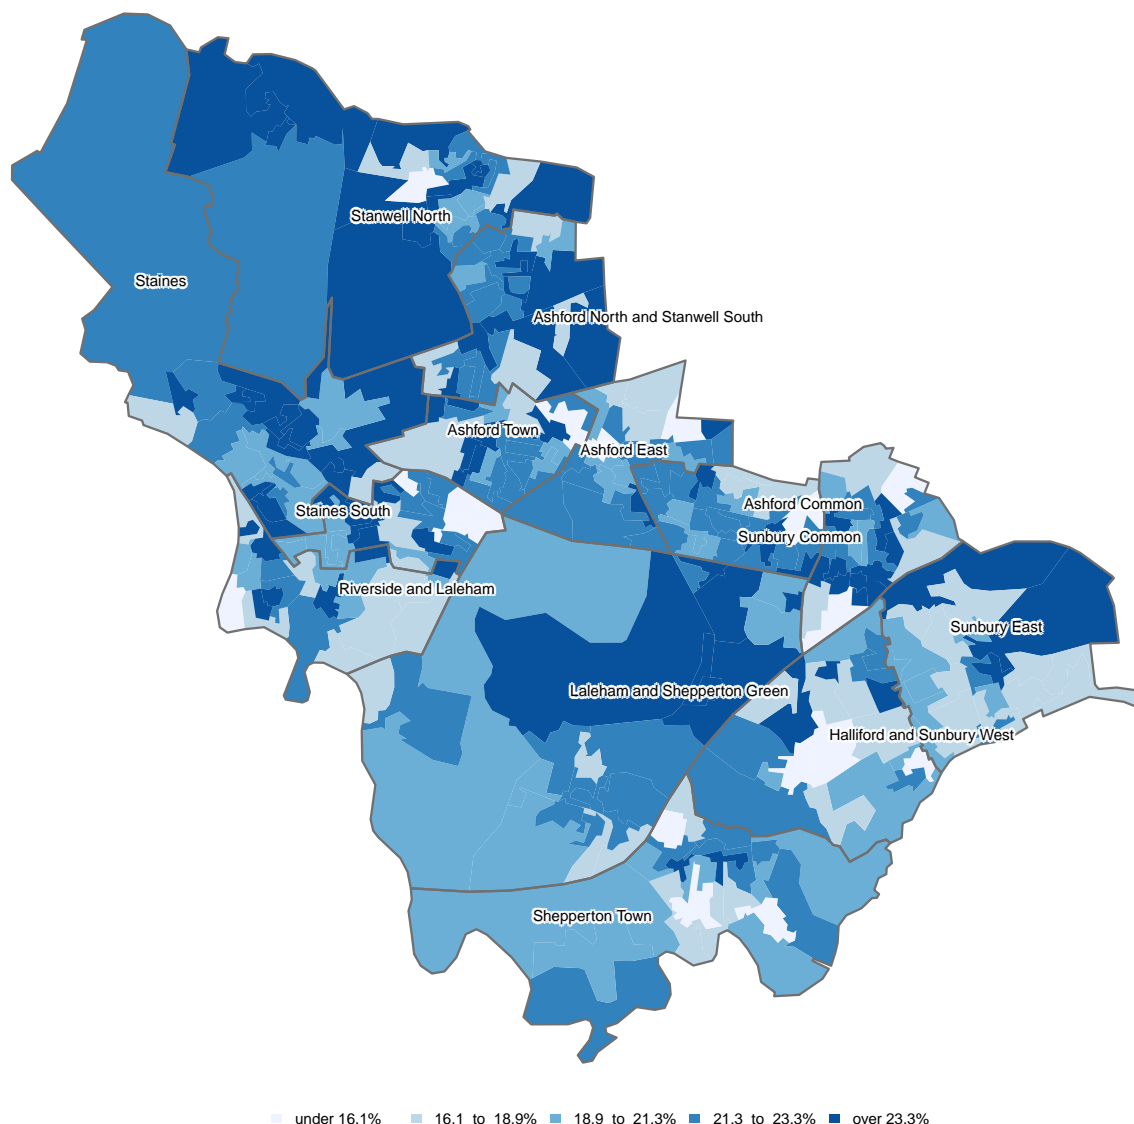 Stanwell North
Staines
Ashford North and Stanwell South
Ashford Town
Ashford East
Ashford Common
Staines South
Sunbury Common
Riverside and Laleham
Sunbury East
Laleham and Shepperton Green
Halliford and Sunbury West
Shepperton Town
under 16.1% 16.1 to 18.9% 18.9 to 21.3% 21.3 to 23.3% over 23.3%